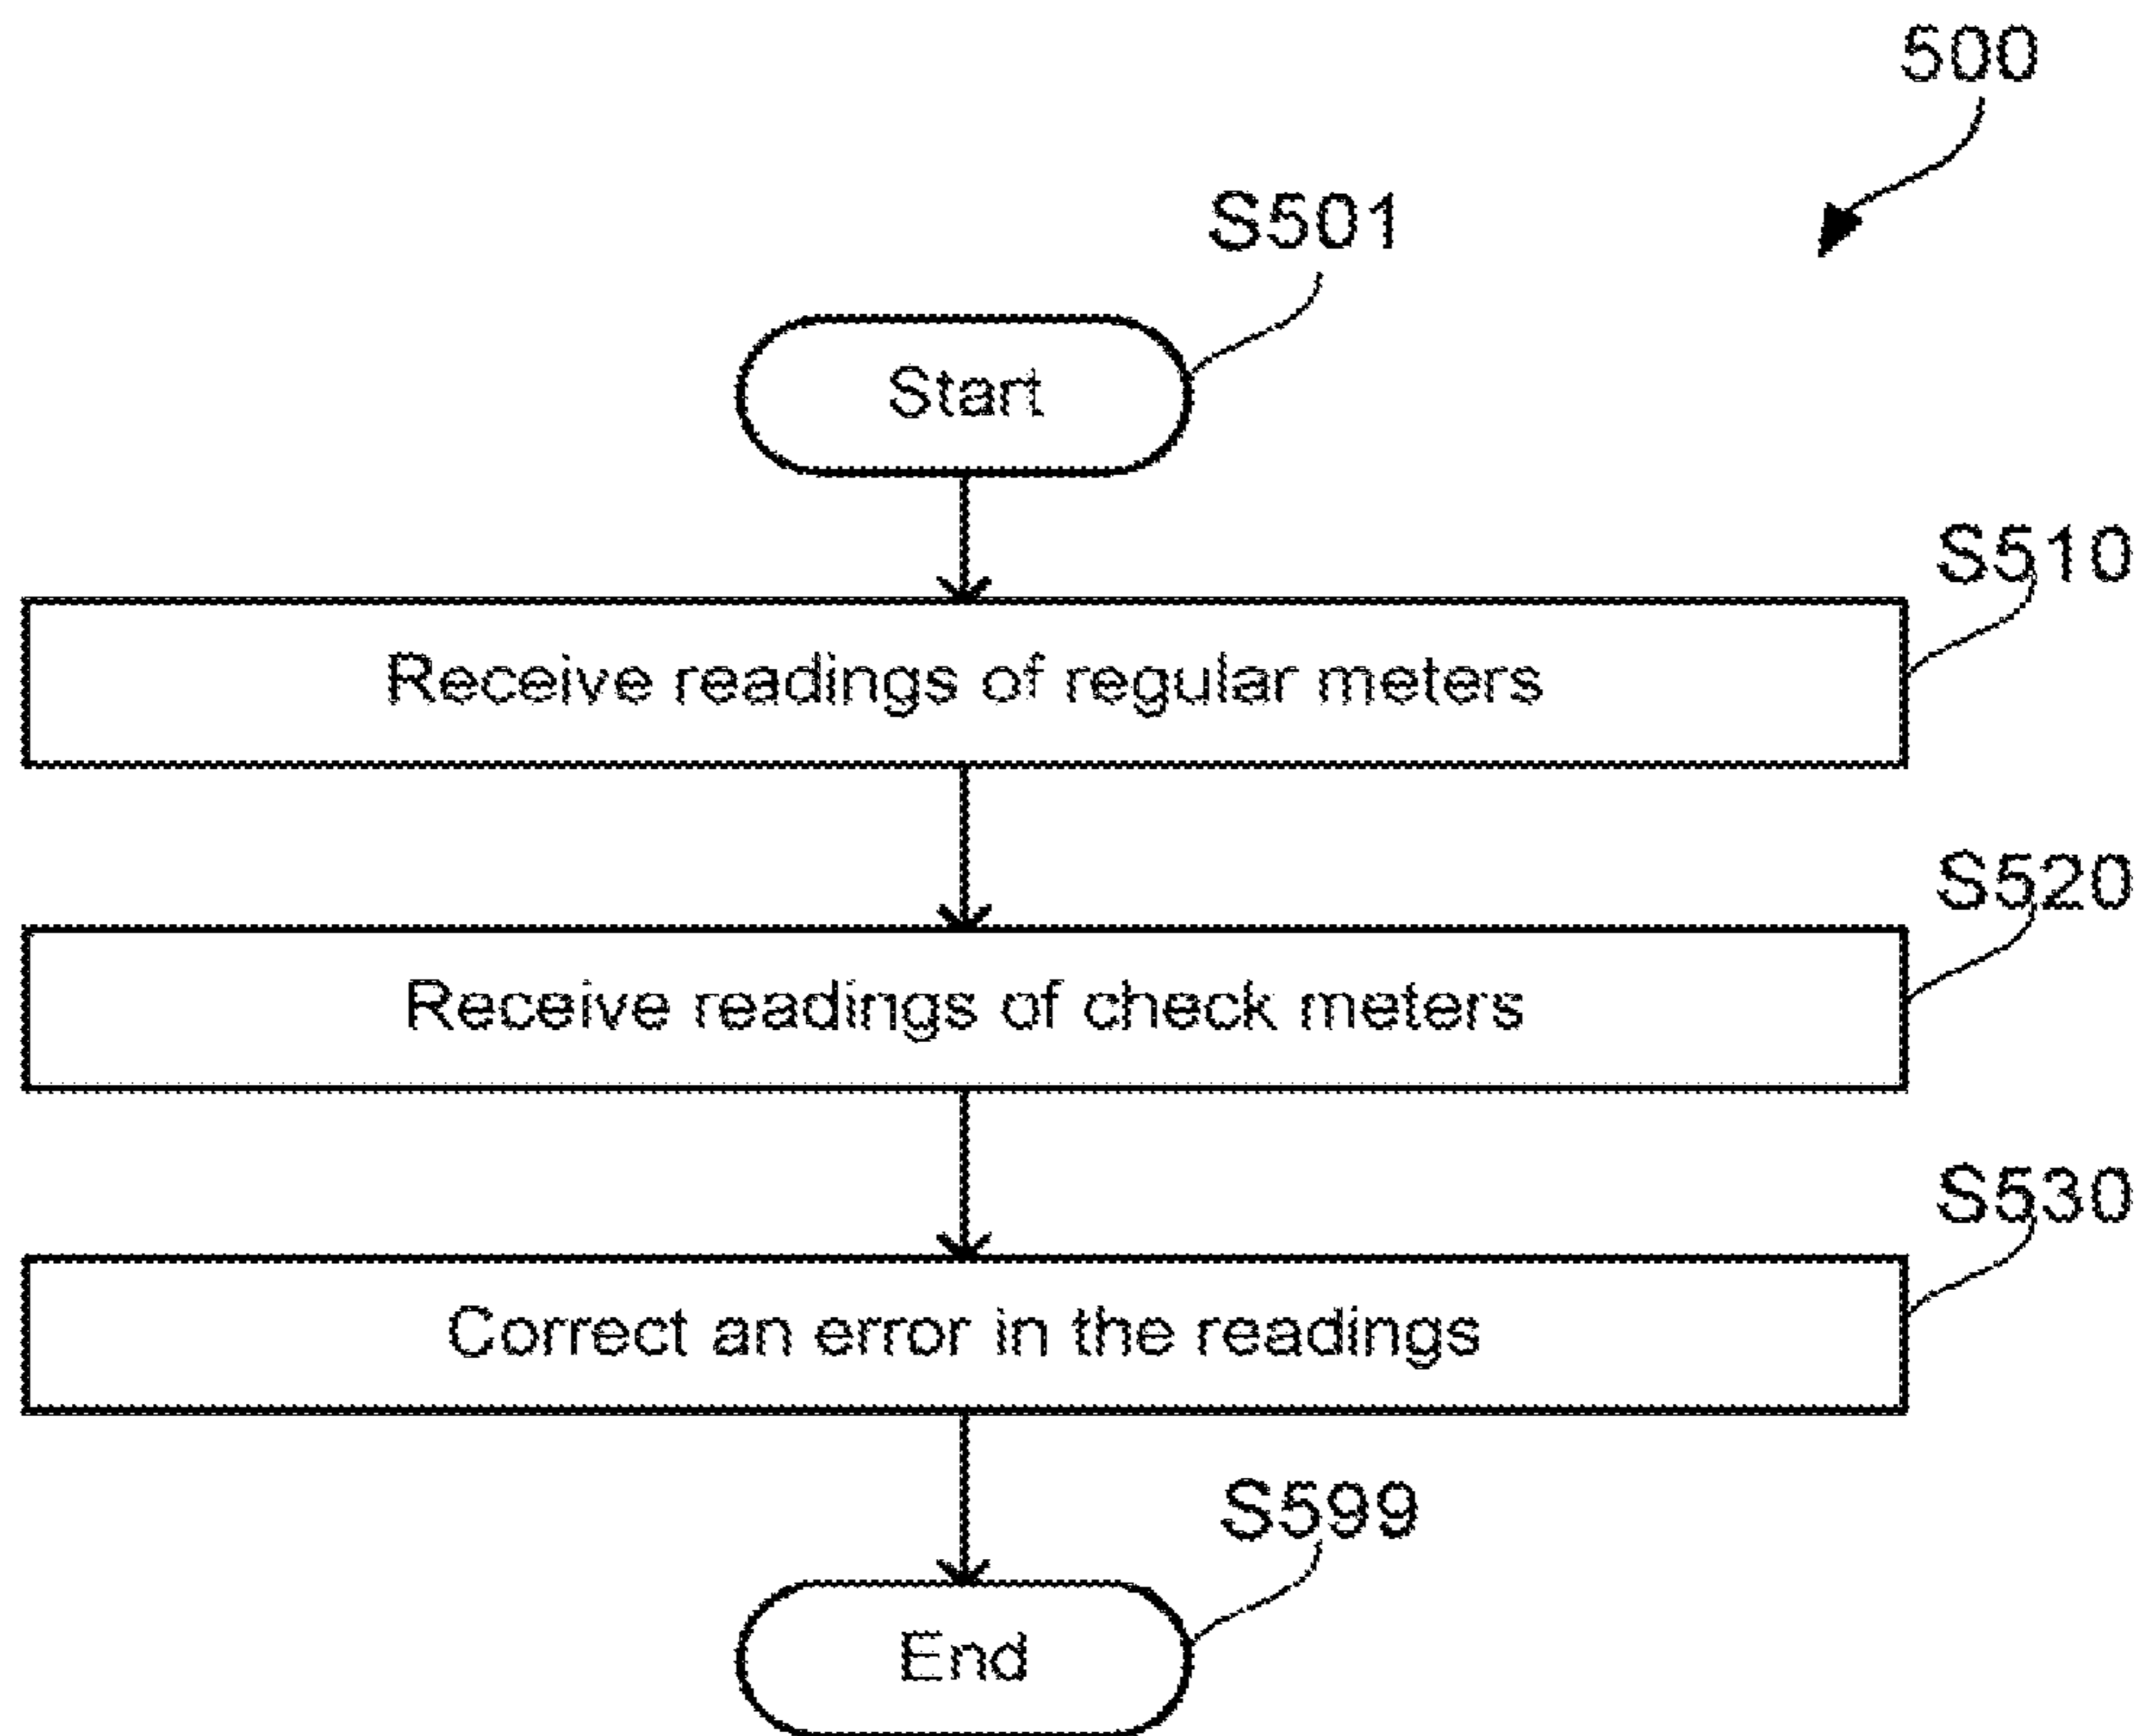 500
S501
Start
S510
Receive readings of regular meters
S520
Receive readings of check meters
S530
Correct an error in the readings
S599
End